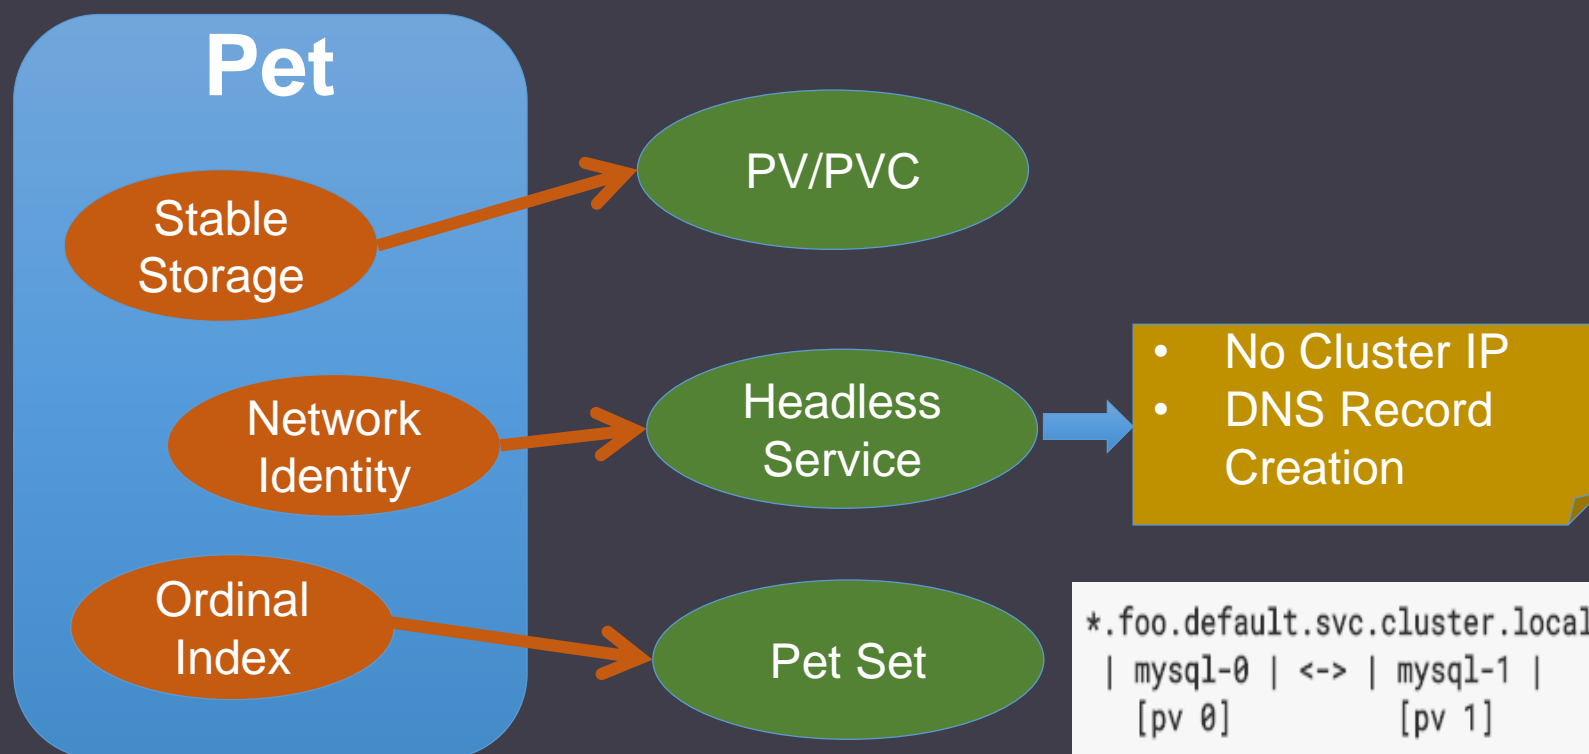 Pet
Stable
Storage
PV/PVC
Network
Identity
Headless
Service
• No Cluster IP
• DNS Record
Creation
Ordinal
Index
Pet Set
*.foo.default.svc.cluster.local
| mysql-0 | <-> | mysql-1 |
[pv 0] [pv 1]